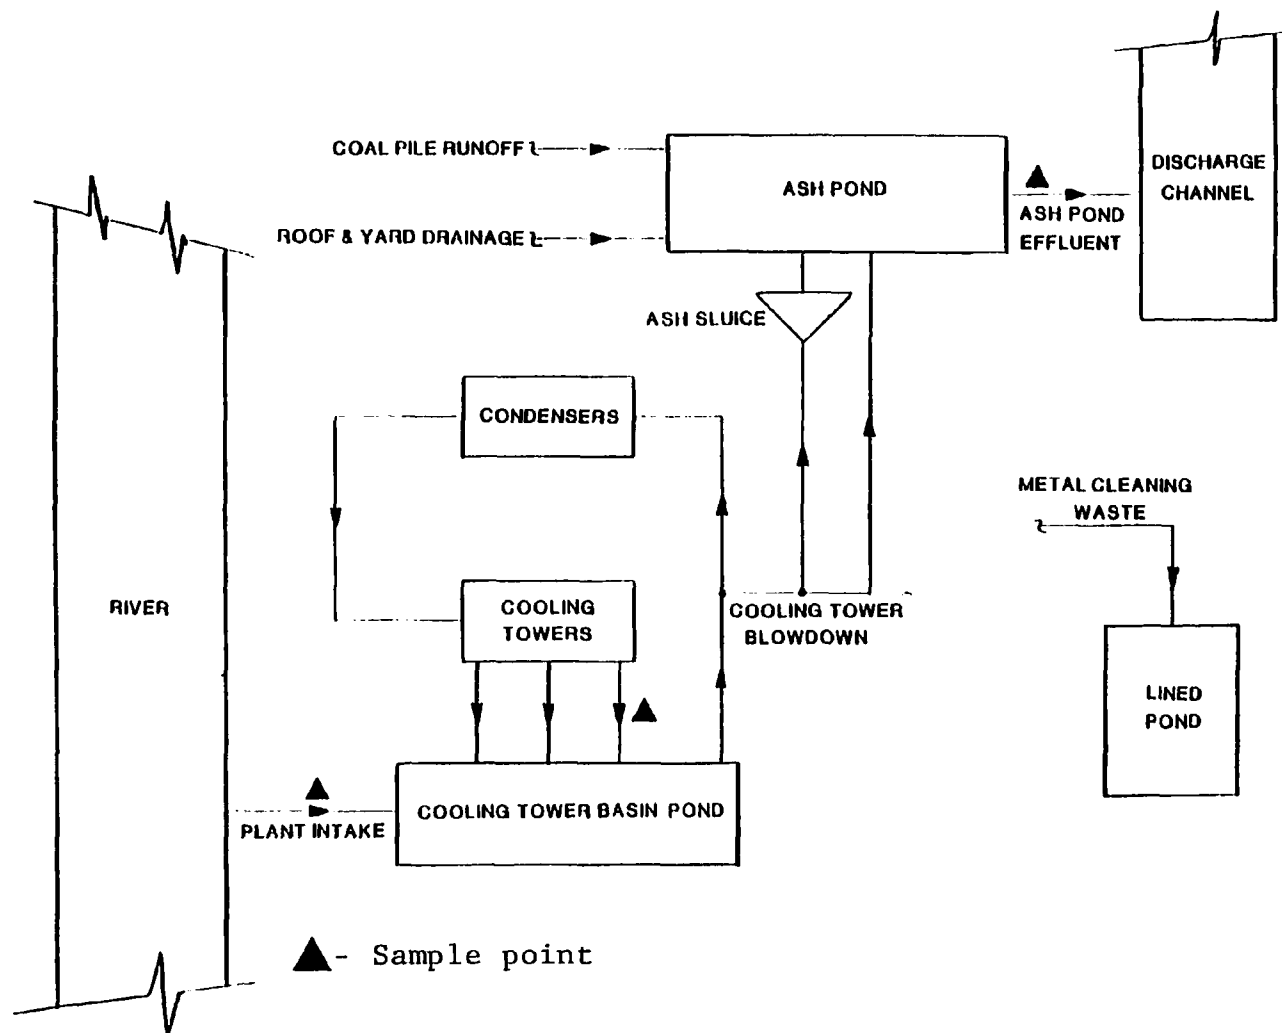 COAL PILE RUNOFF
ASH POND
DISCHARGE
CHANNEL
ROOF & YARD DRAINAGE
ASH POND
EFFLUENT
ASH SLUICE
CONDENSERS
METAL CLEANING
WASTE
RIVER
COOLING
TOWERS
COOLING TOWER
BLOWDOWN
LINED
POND
PLANT INTAKE
COOLING TOWER BASIN POND
▲- Sample point